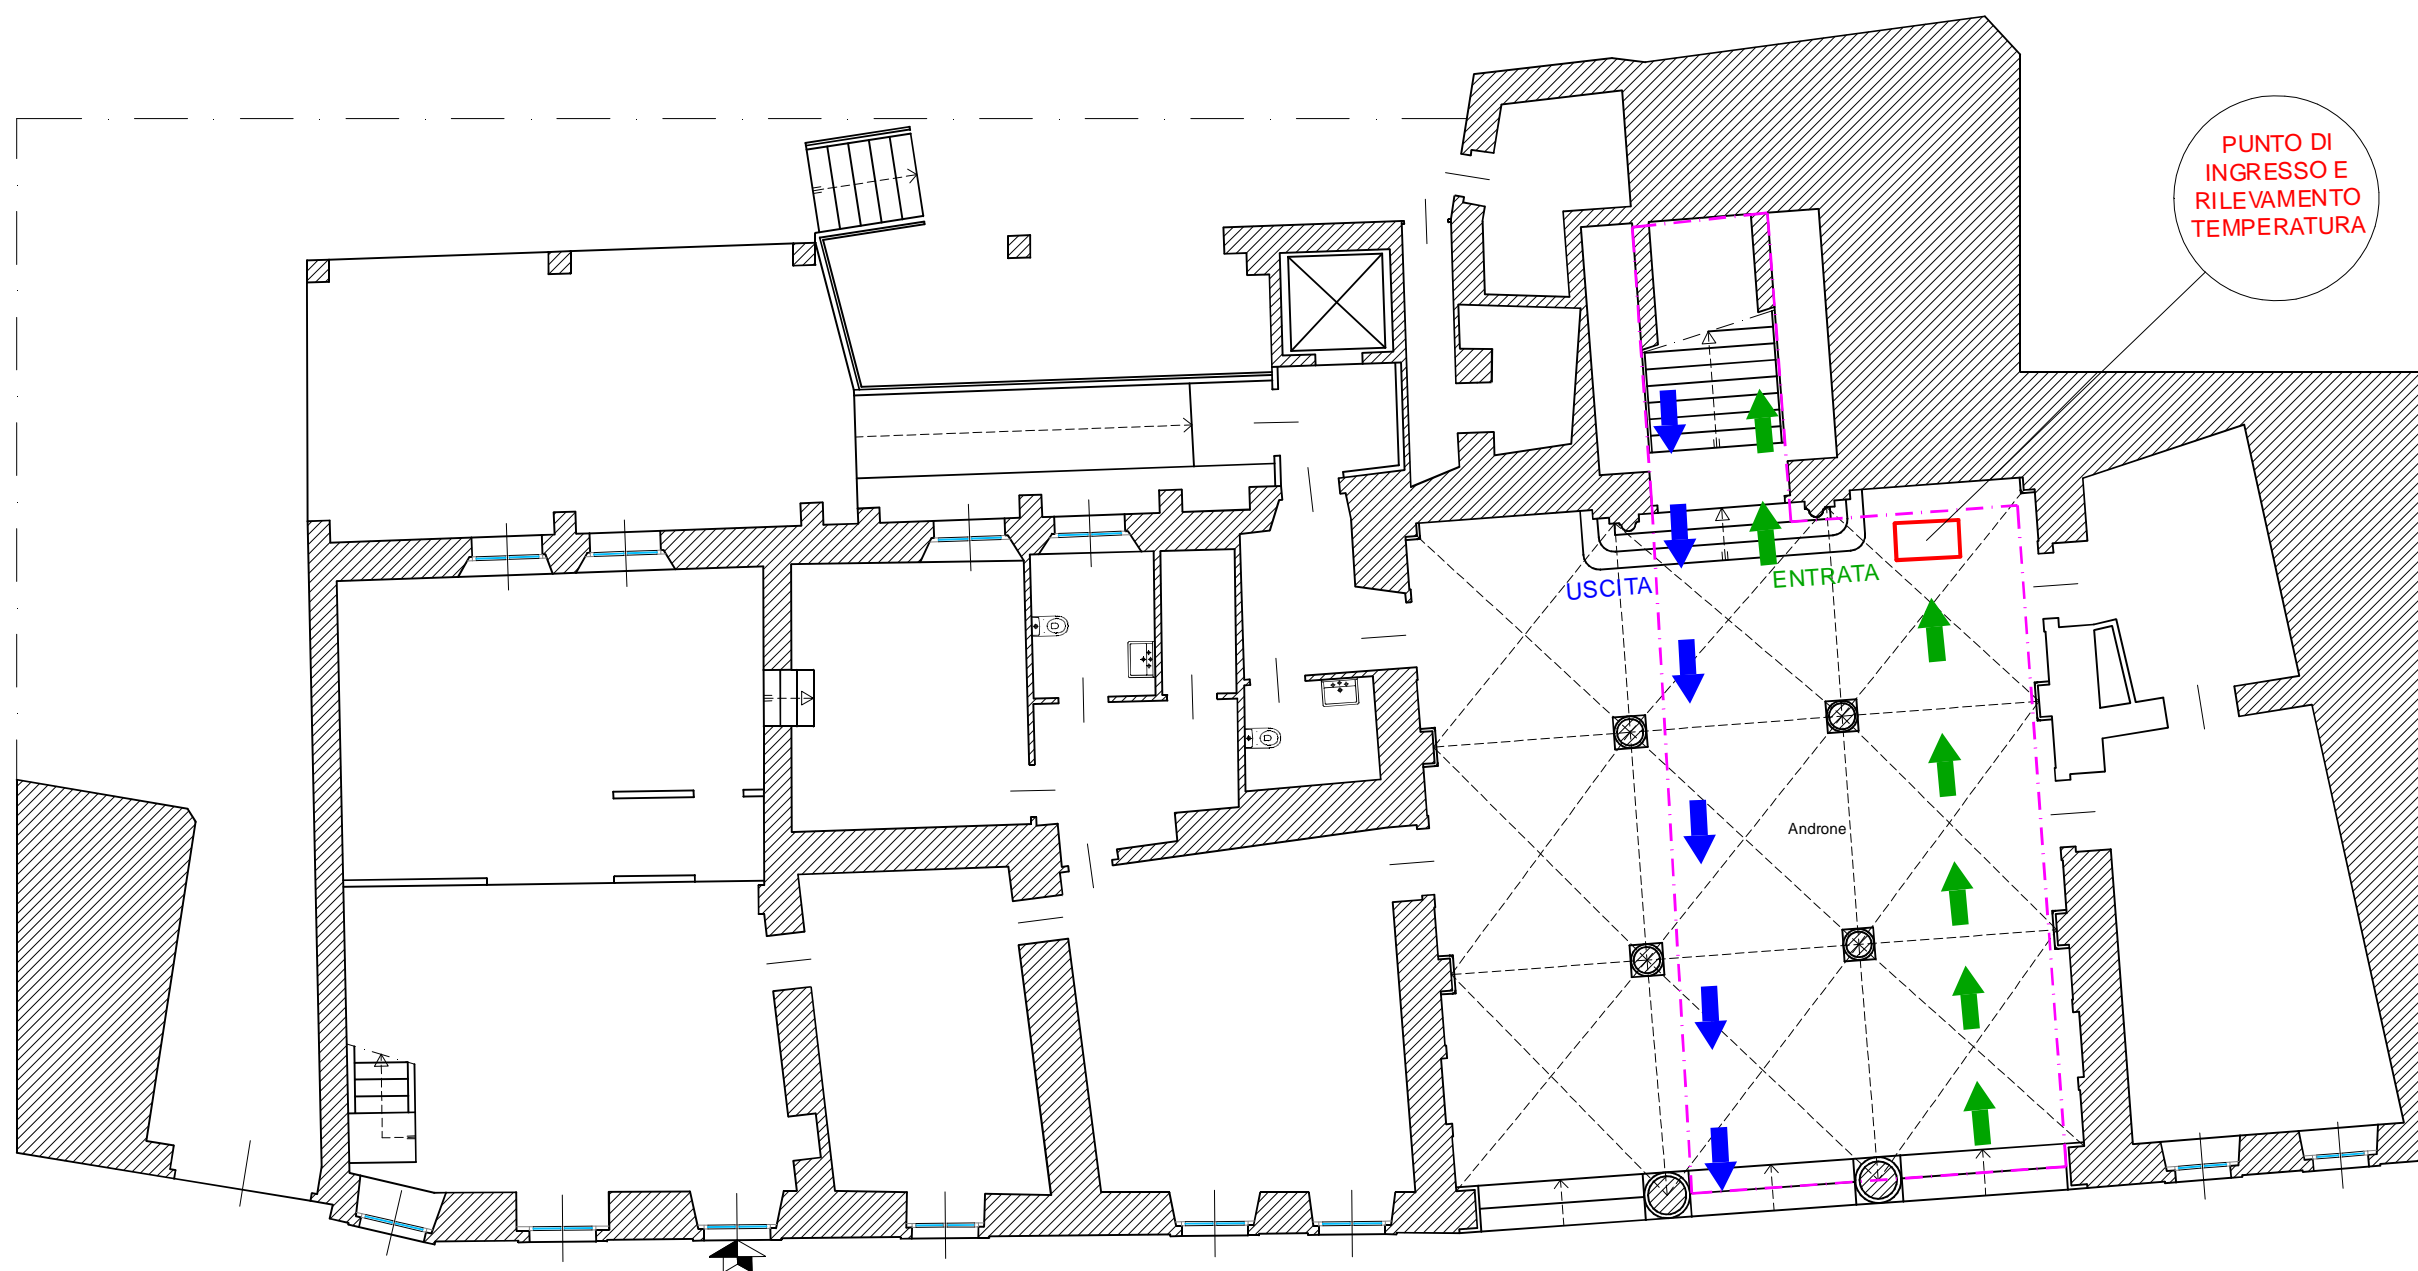 PUNTO DI
INGRESSO E
RILEVAMENTO
TEMPERATURA
USCITA
ENTRATA
Androne